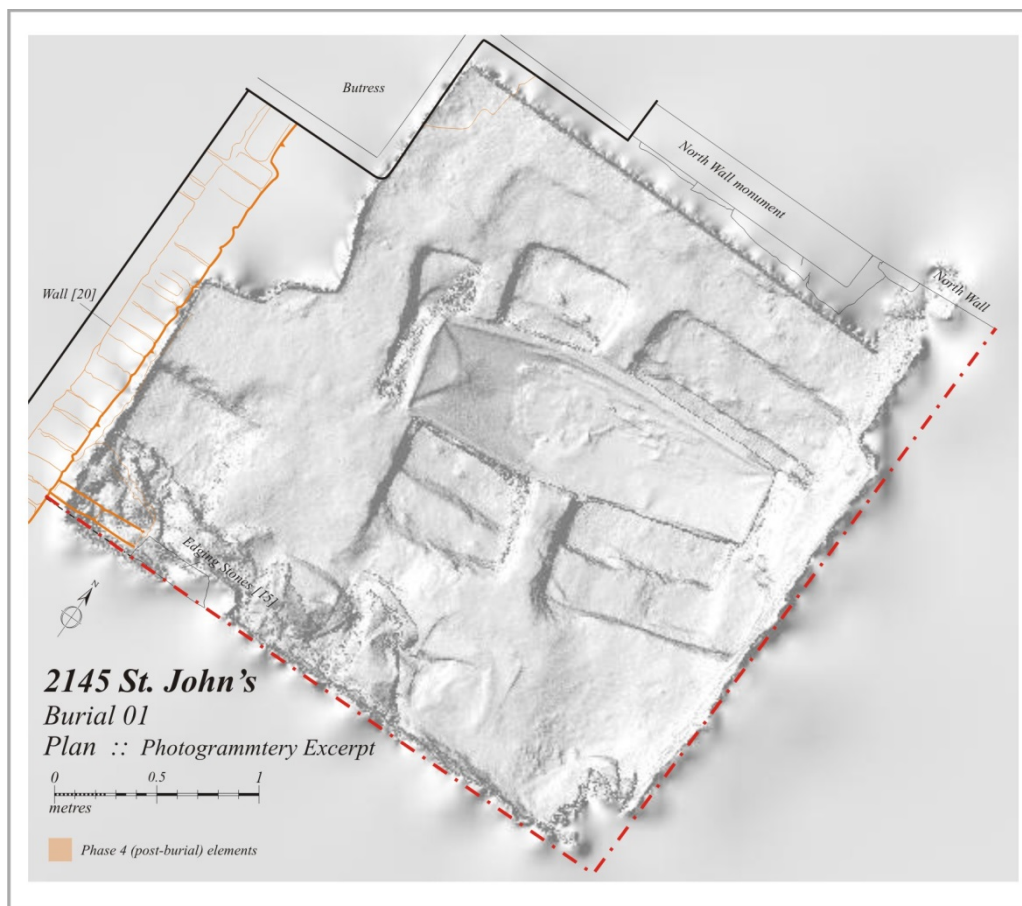 Butress
North Wall monument
North Wall
Wall [20]
Edging Stones [15]
N
2145 St. John's
Burial 01
Plan :: Photogrammtery Excerpt
0 0.5 1
metres
Phase 4 (post-burial) elements